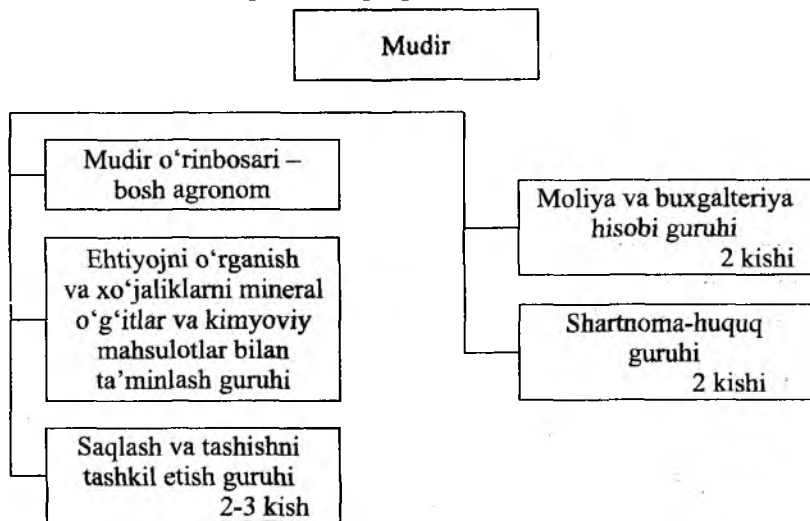 Mudir
Mudir o‘rinbosari –
bosh agronom
Ehtiyojni o‘rganish
va xo‘jaliklarni mineral
o‘g‘itlar va kimyoviy
mahsulotlar bilan
ta’minlash guruhi
Saqlash va tashishni
tashkil etish guruhi
2-3 kish
Moliya va buxgalteriya
hisobi guruhi
2 kishi
Shartnoma-huquq
guruhi
2 kishi